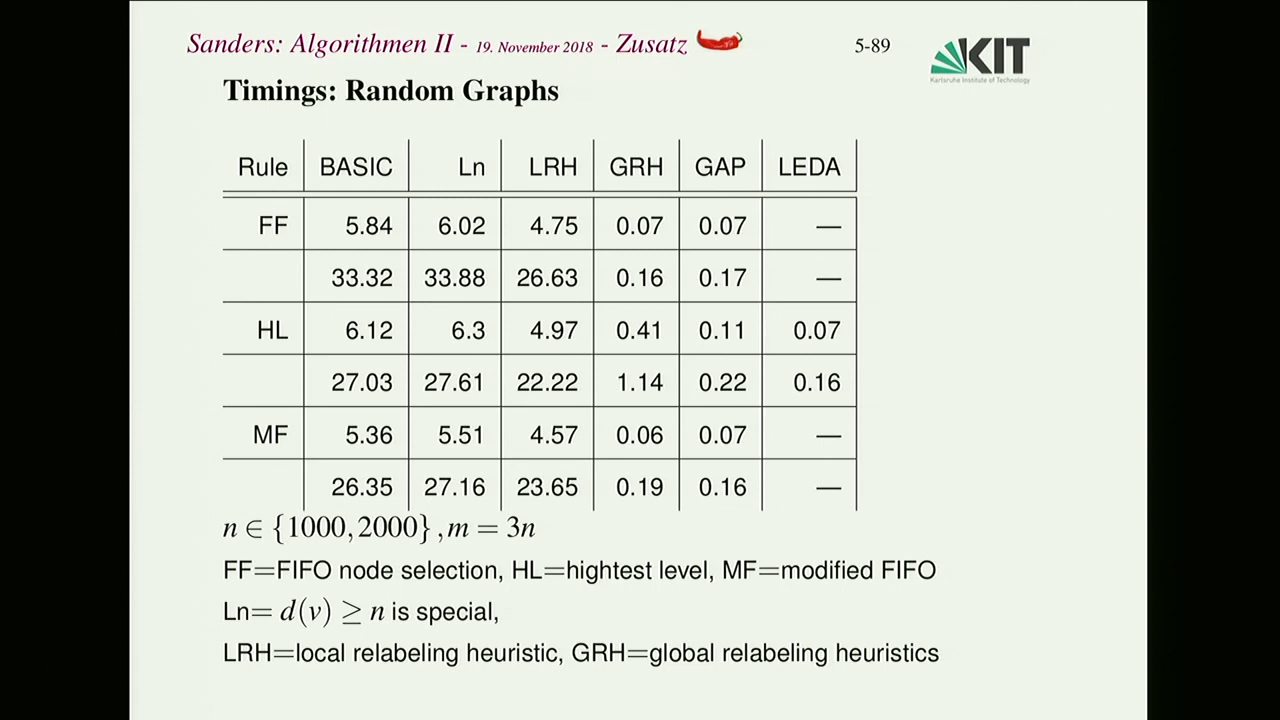 Sanders: Algorithmen II - 19. November 2018 - Zusatz 5-89
KIT
Karlsruhe Institute of Technology
Timings: Random Graphs
Rule BASIC Ln LRH GRH GAP LEDA
FF 5.84 6.02 4.75 0.07 0.07 —
33.32 33.88 26.63 0.16 0.17 —
HL 6.12 6.3 4.97 0.41 0.11 0.07
27.03 27.61 22.22 1.14 0.22 0.16
MF 5.36 5.51 4.57 0.06 0.07 —
26.35 27.16 23.65 0.19 0.16 —
n ∈ {1000,2000}, m = 3n
FF=FIFO node selection, HL=hightest level, MF=modified FIFO
Ln= d(v) ≥ n is special,
LRH=local relabeling heuristic, GRH=global relabeling heuristics